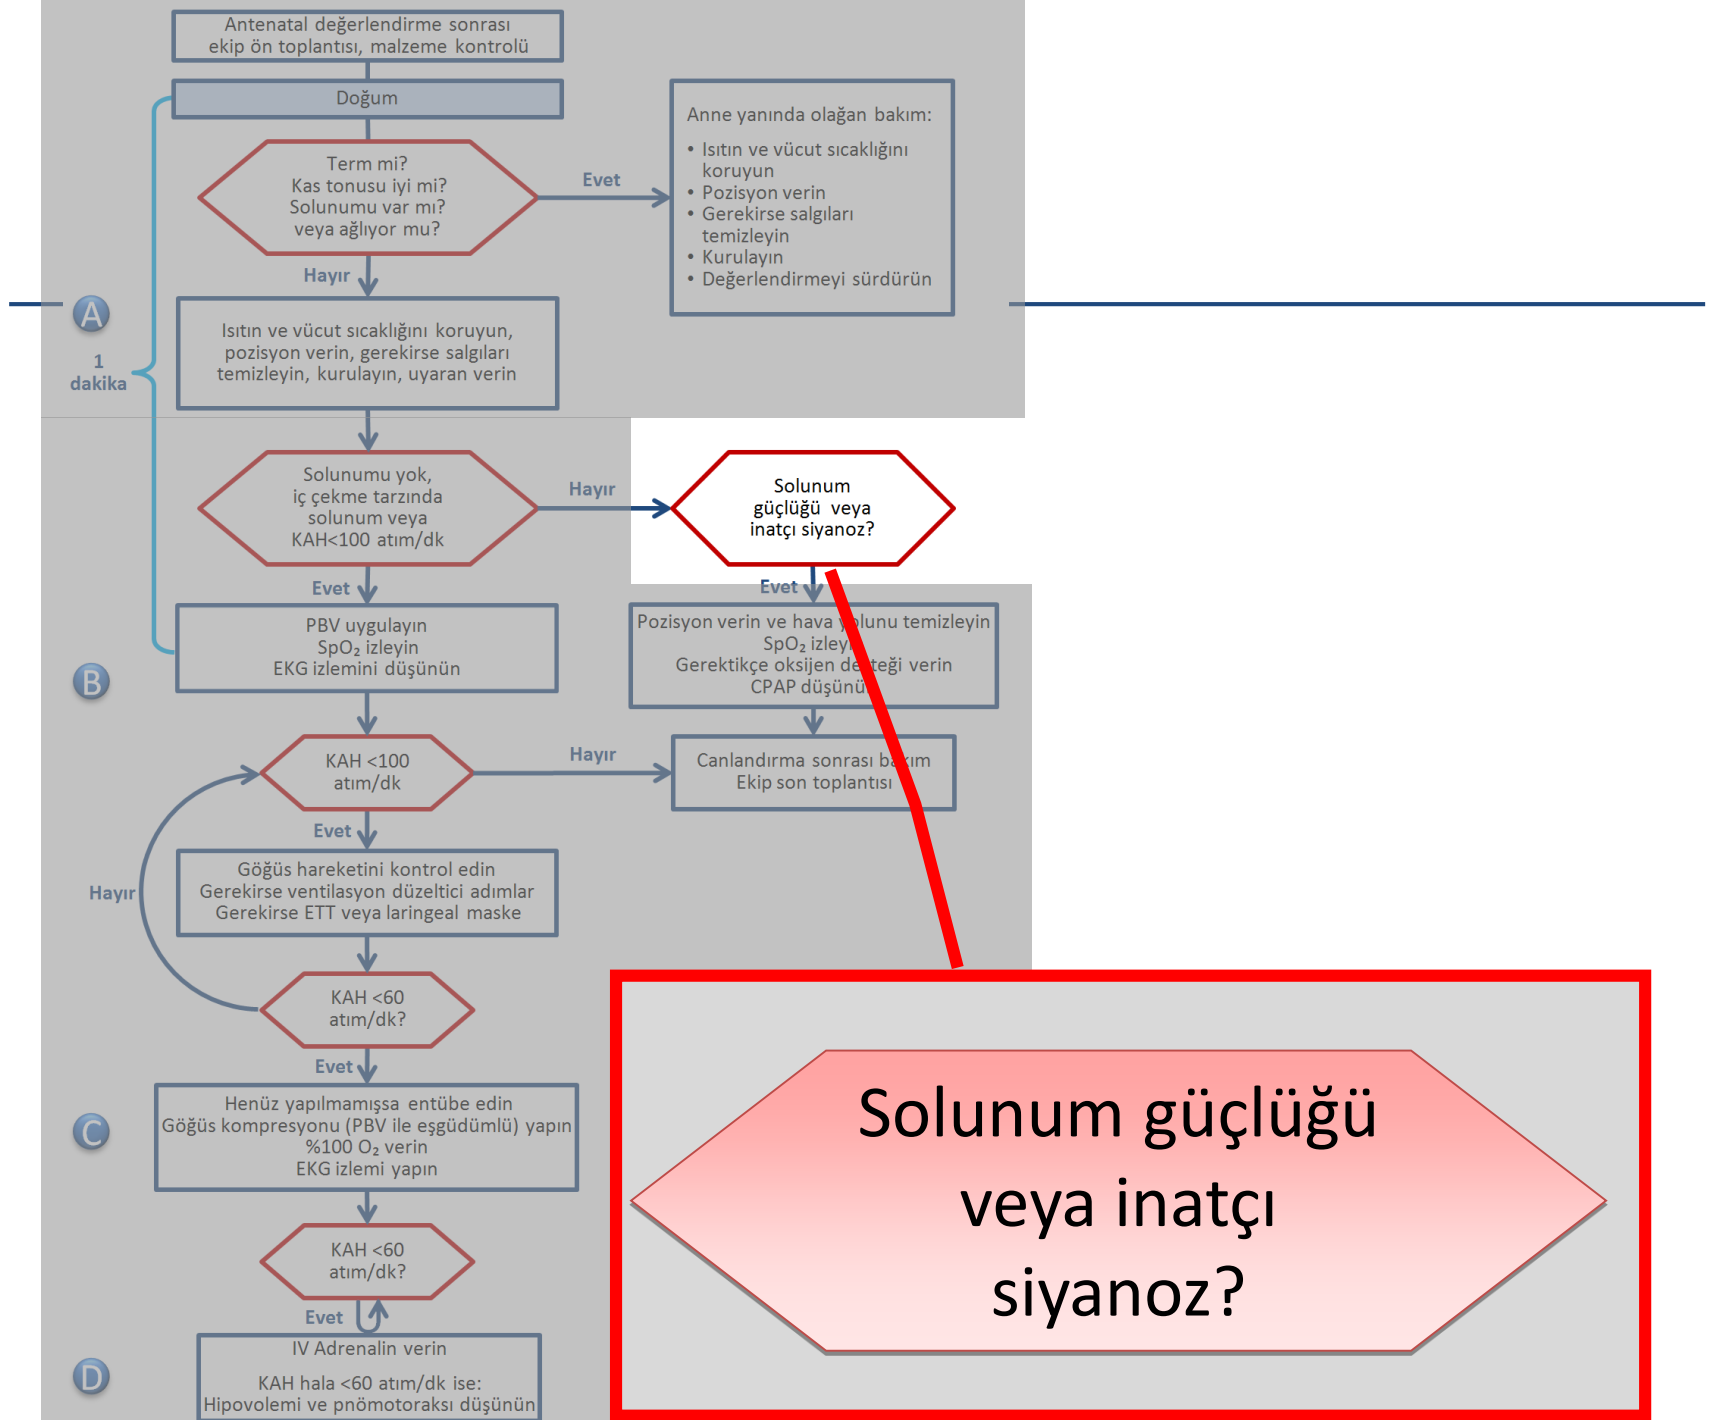 Antenatal değerlendirme sonrası
ekip ön toplantısı, malzeme kontrolü
Doğum
Term mi?
Kas tonusu iyi mi?
Solunumu var mı?
veya ağlıyor mu?
Evet
Anne yanında olağan bakım:
• Isıtın ve vücut sıcaklığını
koruyun
• Pozisyon verin
• Gerekirse salgıları
temizleyin
• Kurulayın
• Değerlendirmeyi sürdürün
Hayır
A
1
dakika
Isıtın ve vücut sıcaklığını koruyun,
pozisyon verin, gerekirse salgıları
temizleyin, kurulayın, uyaran verin
Solunumu yok,
iç çekme tarzında
solunum veya
KAH<100 atım/dk
Hayır
Solunum
güçlüğü veya
inatçı siyanoz?
Evet
Evet
PBV uygulayın
SpO₂ izleyin
EKG izlemini düşünün
Pozisyon verin ve hava yolunu temizleyin
SpO₂ izleyin
Gerektikçe oksijen desteği verin
CPAP düşünün
B
KAH <100
atım/dk
Hayır
Canlandırma sonrası bakım
Ekip son toplantısı
Evet
Göğüs hareketini kontrol edin
Gerekirse ventilasyon düzeltici adımlar
Gerekirse ETT veya laringeal maske
Hayır
KAH <60
atım/dk?
Evet
C
Henüz yapılmamışsa entübe edin
Göğüs kompresyonu (PBV ile eşgüdümlü) yapın
%100 O₂ verin
EKG izlemi yapın
KAH <60
atım/dk?
Evet
D
IV Adrenalin verin
KAH hala <60 atım/dk ise:
Hipovolemi ve pnömotoraksı düşünün
Solunum güçlüğü
veya inatçı
siyanoz?